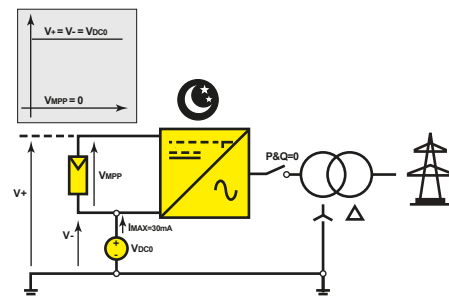 V+ = V- = VDC0
VMPP = 0
P&Q=0
VMPP
V+
IMAX=30mA
V-
VDC0
+
-